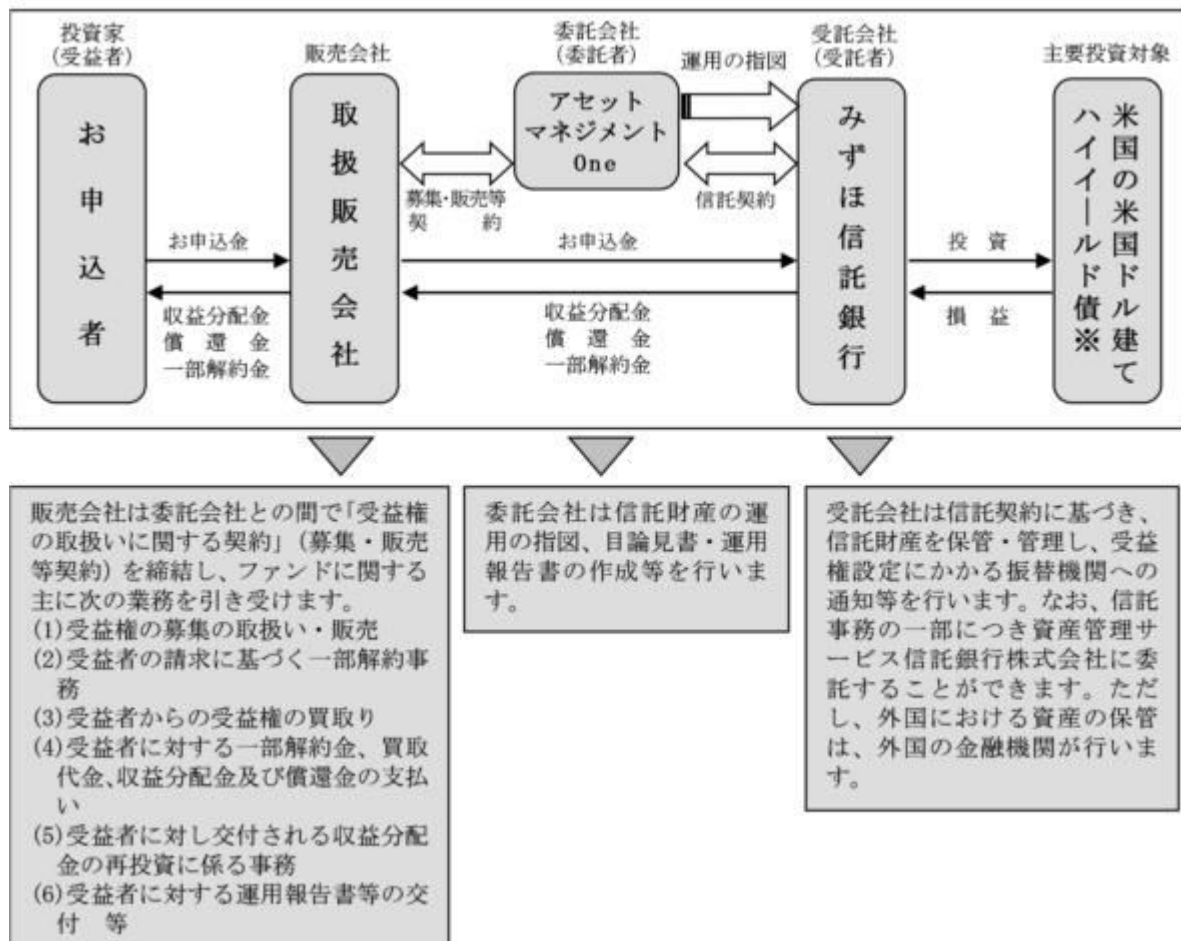 投資家
(受益者)
お申込者
お申込金
収益分配金
償還金
一部解約金
販売会社
取扱販売会社
募集・販売等
契約
委託会社
(委託者)
アセット
マネジメント
One
運用の指図
信託契約
お申込金
収益分配金
償還金
一部解約金
受託会社
(受託者)
みずほ信託銀行
投資
損益
主要投資対象
米国の米国ドル建て
ハイイールド債※
販売会社は委託会社との間で「受益権
の取扱いに関する契約」(募集・販売
等契約)を締結し、ファンドに関する
主に次の業務を引き受けます。
(1)受益権の募集の取扱い・販売
(2)受益者の請求に基づく一部解約事
務
(3)受益者からの受益権の買取り
(4)受益者に対する一部解約金、買取
代金、収益分配金及び償還金の支払
い
(5)受益者に対し交付される収益分配
金の再投資に係る事務
(6)受益者に対する運用報告書等の交
付 等
委託会社は信託財産の運
用の指図、目論見書・運用
報告書の作成等を行いま
す。
受託会社は信託契約に基づき、
信託財産を保管・管理し、受益
権設定にかかる振替機関への
通知等を行います。なお、信託
事務の一部につき資産管理サ
ービス信託銀行株式会社に委
託することができます。ただ
し、外国における資産の保管
は、外国の金融機関が行いま
す。